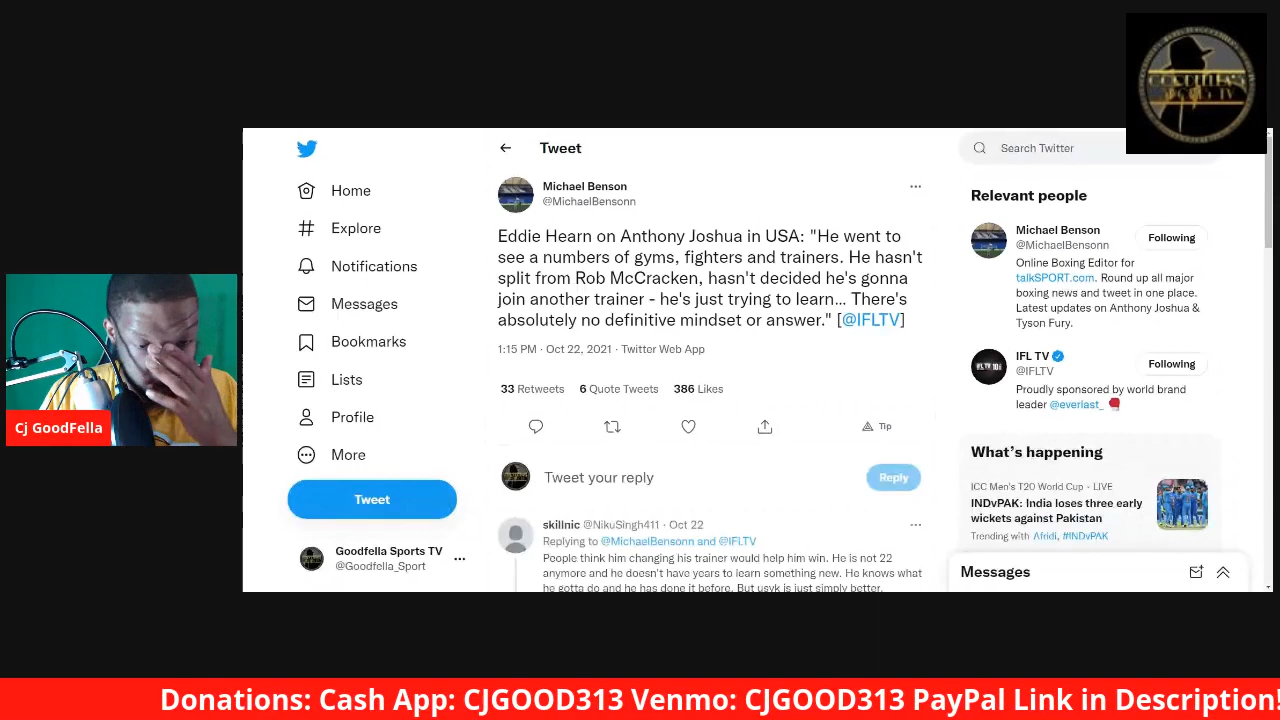 GOODFELLA'S
SPORTS TV
Tweet
Search Twitter
Home
Explore
Notifications
Messages
Bookmarks
Lists
Profile
More
Tweet
Goodfella Sports TV
@Goodfella_Sport
Michael Benson
@MichaelBensonn
Eddie Hearn on Anthony Joshua in USA: "He went to
see a numbers of gyms, fighters and trainers. He hasn't
split from Rob McCracken, hasn't decided he's gonna
join another trainer - he's just trying to learn... There's
absolutely no definitive mindset or answer." [@IFLTV]
1:15 PM · Oct 22, 2021 · Twitter Web App
33 Retweets 6 Quote Tweets 386 Likes
Tip
Tweet your reply
Reply
skillnic @NikuSingh411 · Oct 22
Replying to @MichaelBensonn and @IFLTV
People think him changing his trainer would help him win. He is not 22
anymore and he doesn't have years to learn something new. He knows what
he gotta do and he has done it before. But usyk is just simply better.
Relevant people
Michael Benson
@MichaelBensonn
Following
Online Boxing Editor for
talkSPORT.com. Round up all major
boxing news and tweet in one place.
Latest updates on Anthony Joshua &
Tyson Fury.
IFL TV
@IFLTV
Following
Proudly sponsored by world brand
leader @everlast_
What's happening
ICC Men's T20 World Cup · LIVE
INDvPAK: India loses three early
wickets against Pakistan
Trending with Afridi, #INDvPAK
Messages
Cj GoodFella
Donations: Cash App: CJGOOD313 Venmo: CJGOOD313 PayPal Link in Description!